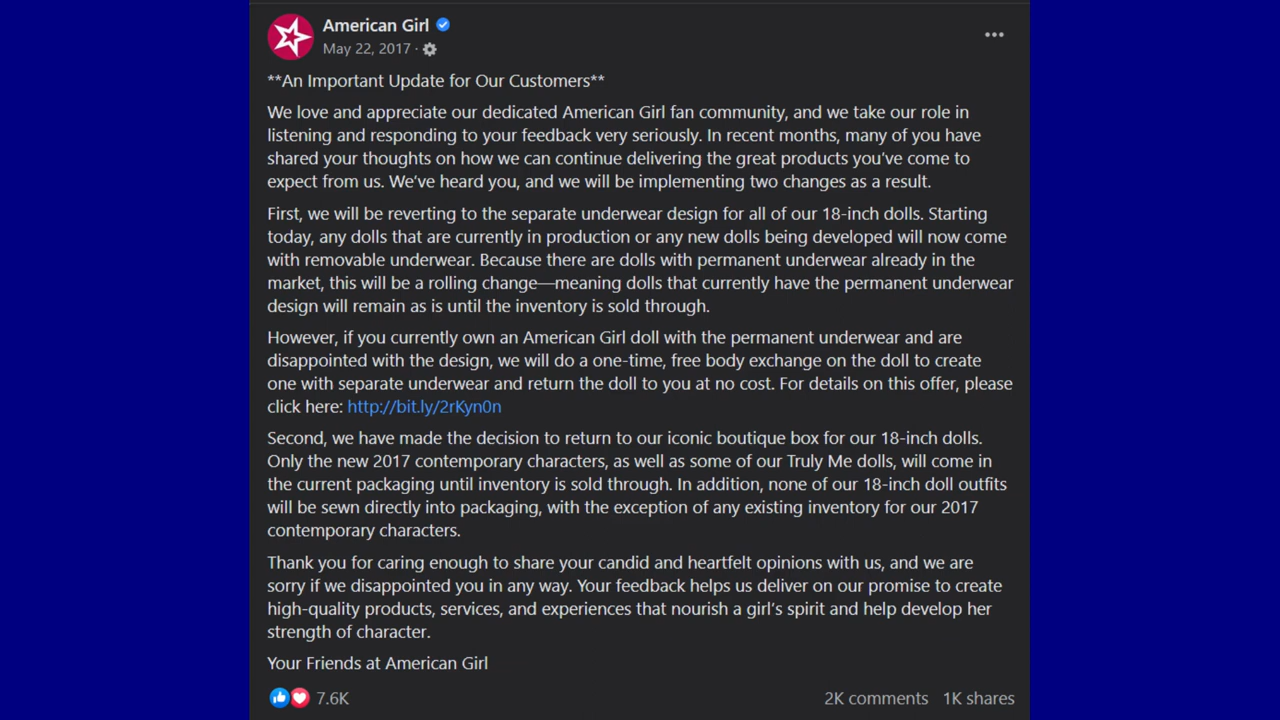 American Girl
May 22, 2017 ·
**An Important Update for Our Customers**
We love and appreciate our dedicated American Girl fan community, and we take our role in
listening and responding to your feedback very seriously. In recent months, many of you have
shared your thoughts on how we can continue delivering the great products you've come to
expect from us. We've heard you, and we will be implementing two changes as a result.
First, we will be reverting to the separate underwear design for all of our 18-inch dolls. Starting
today, any dolls that are currently in production or any new dolls being developed will now come
with removable underwear. Because there are dolls with permanent underwear already in the
market, this will be a rolling change—meaning dolls that currently have the permanent underwear
design will remain as is until the inventory is sold through.
However, if you currently own an American Girl doll with the permanent underwear and are
disappointed with the design, we will do a one-time, free body exchange on the doll to create
one with separate underwear and return the doll to you at no cost. For details on this offer, please
click here: http://bit.ly/2rKyn0n
Second, we have made the decision to return to our iconic boutique box for our 18-inch dolls.
Only the new 2017 contemporary characters, as well as some of our Truly Me dolls, will come in
the current packaging until inventory is sold through. In addition, none of our 18-inch doll outfits
will be sewn directly into packaging, with the exception of any existing inventory for our 2017
contemporary characters.
Thank you for caring enough to share your candid and heartfelt opinions with us, and we are
sorry if we disappointed you in any way. Your feedback helps us deliver on our promise to create
high-quality products, services, and experiences that nourish a girl's spirit and help develop her
strength of character.
Your Friends at American Girl
7.6K 2K comments 1K shares